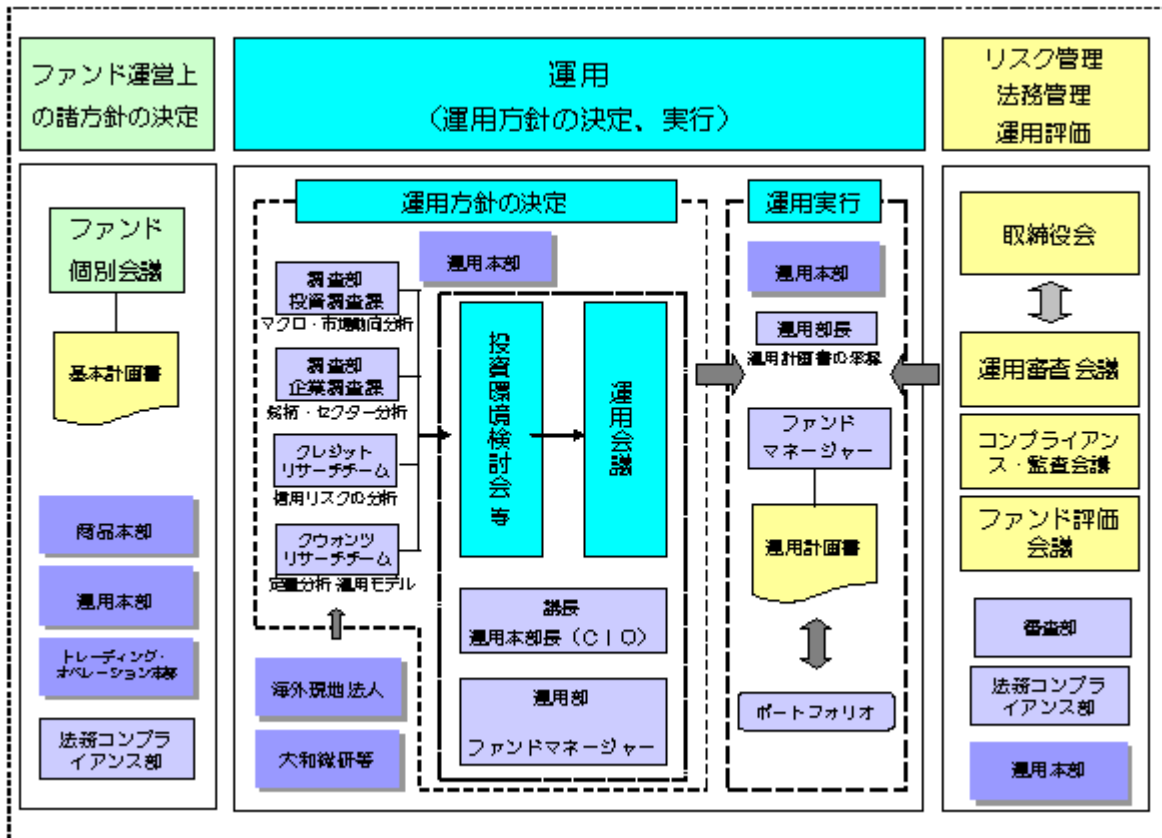 ファンド運営上
の諸方針の決定
運用
（運用方針の決定、実行）
リスク管理
法務管理
運用評価
ファンド
個別会議
基本計画書
商品本部
運用本部
トレーディング・
オペレーション本部
法務コンプラ
イアンス部
運用方針の決定
運用本部
調査部
投資調査課
マクロ・市場動向分析
調査部
企業調査課
銘柄・セクター分析
クレジット
リサーチチーム
信用リスクの分析
クウォンツ
リサーチチーム
定量分析・運用モデル
海外現地法人
大和総研等
投資環境検討会 等
運用会議
議長
運用本部長（ＣＩＯ）
運用部
ファンドマネージャー
運用実行
運用本部
運用部長
運用計画書の承認
ファンド
マネージャー
運用計画書
ポートフォリオ
取締役会
運用審査会議
コンプライアン
ス・監査会議
ファンド評価
会議
審査部
法務コンプラ
イアンス部
運用本部